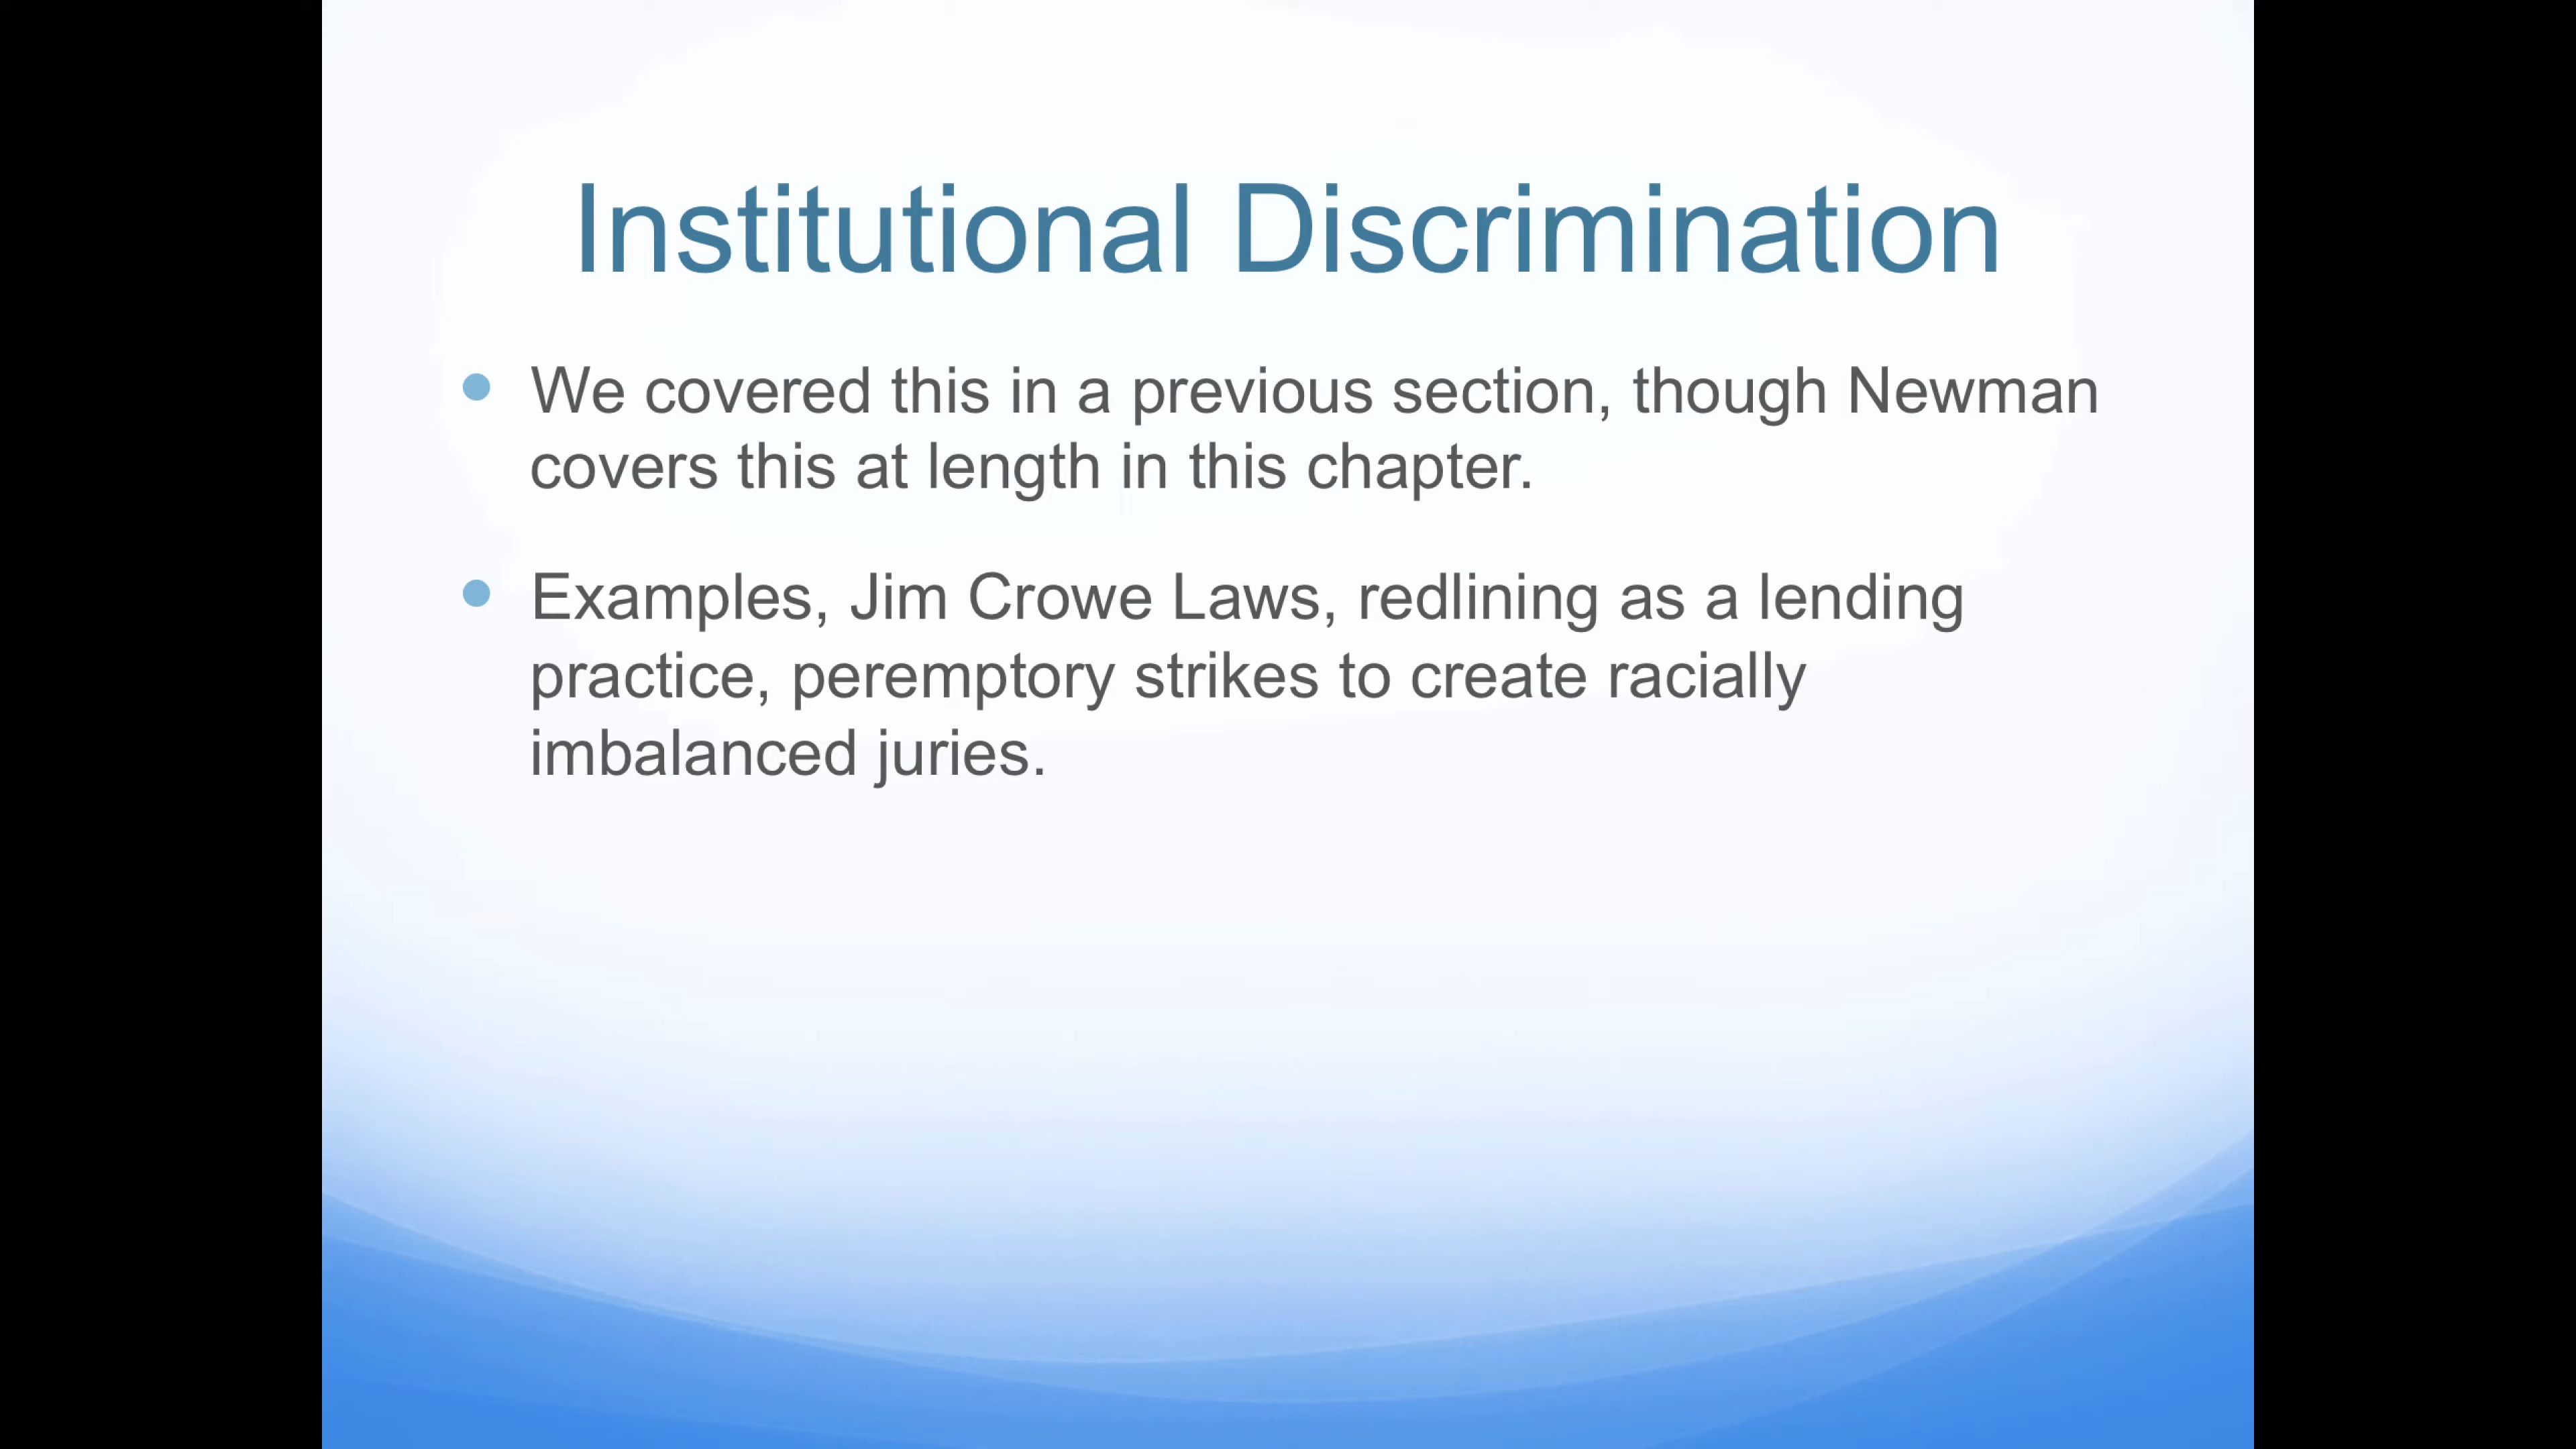 Institutional Discrimination
We covered this in a previous section, though Newman
covers this at length in this chapter.
Examples, Jim Crowe Laws, redlining as a lending
practice, peremptory strikes to create racially
imbalanced juries.